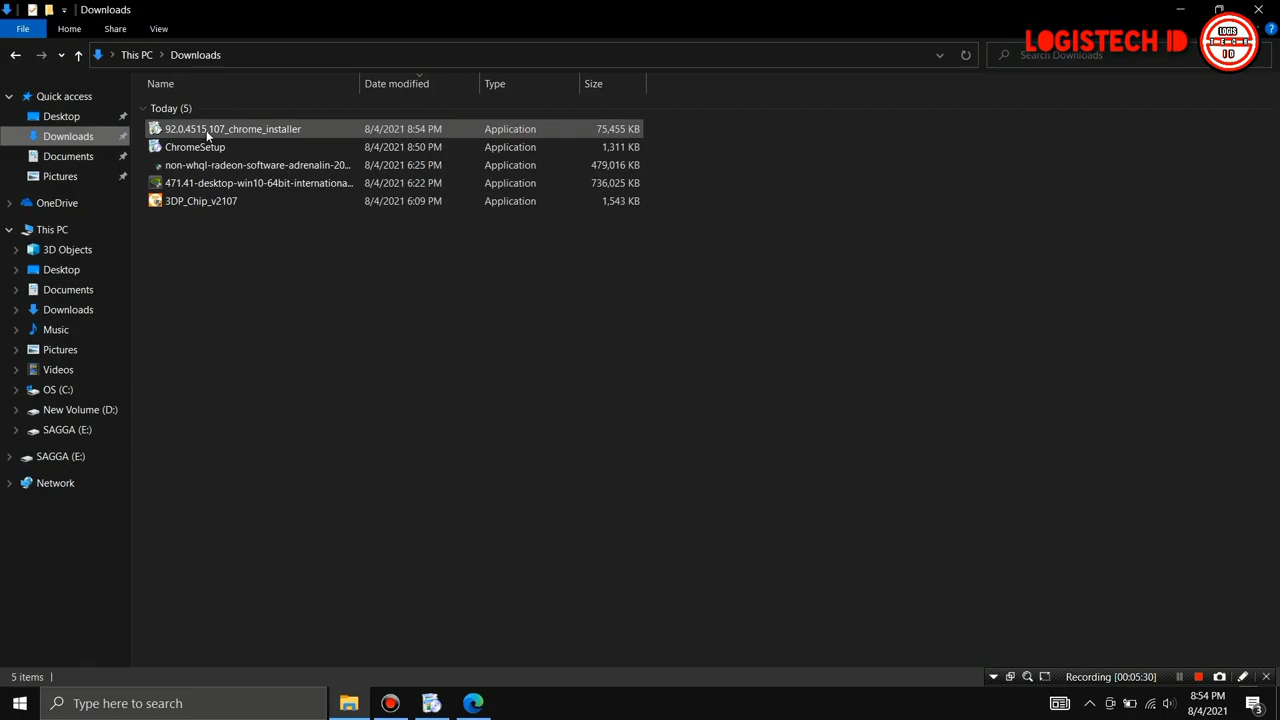 Downloads
File Home Share View
LOGISTECH ID
LOGIS
TECH
ID
This PC Downloads
Search Downloads
Name Date modified Type Size
Quick access
Desktop
Downloads
Documents
Pictures
OneDrive
This PC
3D Objects
Desktop
Documents
Downloads
Music
Pictures
Videos
OS (C:)
New Volume (D:)
SAGGA (E:)
SAGGA (E:)
Network
Today (5)
92.0.4515.107_chrome_installer 8/4/2021 8:54 PM Application 75,455 KB
ChromeSetup 8/4/2021 8:50 PM Application 1,311 KB
non-whql-radeon-software-adrenalin-20... 8/4/2021 6:25 PM Application 479,016 KB
471.41-desktop-win10-64bit-internationa... 8/4/2021 6:22 PM Application 736,025 KB
3DP_Chip_v2107 8/4/2021 6:09 PM Application 1,543 KB
5 items
Recording [00:05:30]
Type here to search
8:54 PM
8/4/2021
3